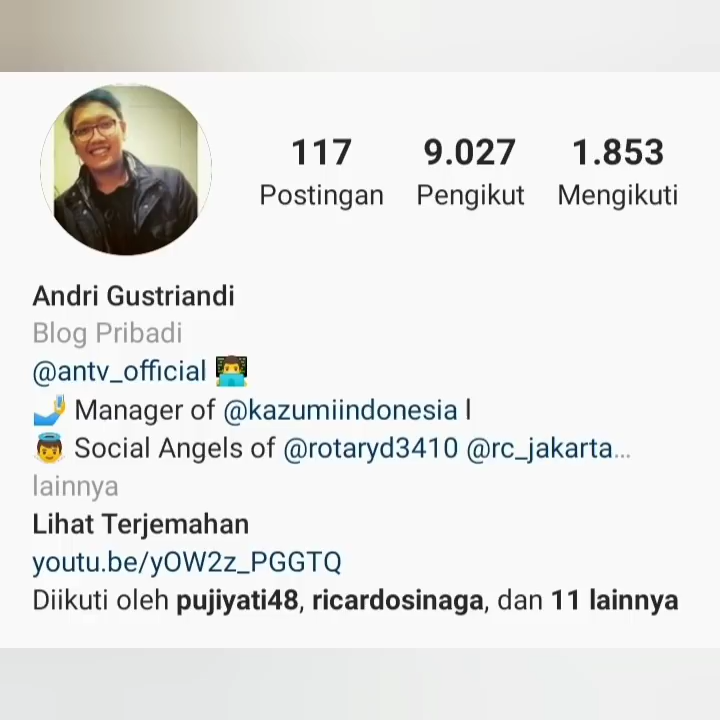 117 9.027 1.853
Postingan Pengikut Mengikuti
Andri Gustriandi
Blog Pribadi
@antv_official 👨‍💻
🤳 Manager of @kazumiindonesia l
👼 Social Angels of @rotaryd3410 @rc_jakarta...
lainnya
Lihat Terjemahan
youtu.be/yOW2z_PGGTQ
Diikuti oleh pujiyati48, ricardosinaga, dan 11 lainnya